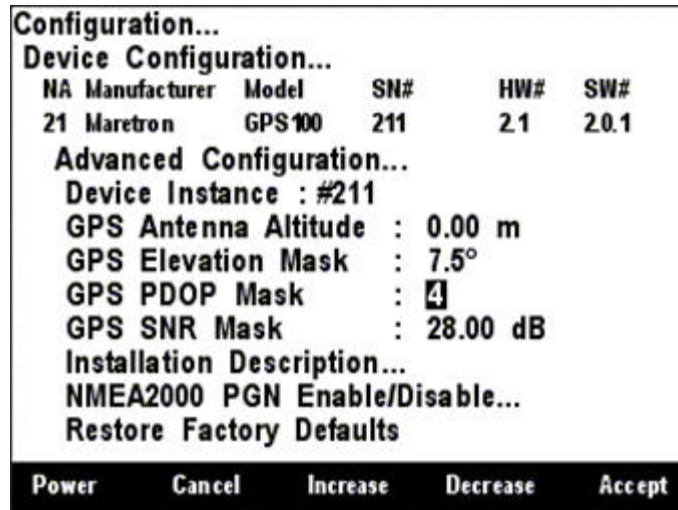 Configuration...
Device Configuration...
NA Manufacturer Model SN# HW# SW#
21 Maretron GPS100 211 2.1 2.0.1
Advanced Configuration...
Device Instance : #211
GPS Antenna Altitude : 0.00 m
GPS Elevation Mask : 7.5°
GPS PDOP Mask : 4
GPS SNR Mask : 28.00 dB
Installation Description...
NMEA2000 PGN Enable/Disable...
Restore Factory Defaults
Power Cancel Increase Decrease Accept